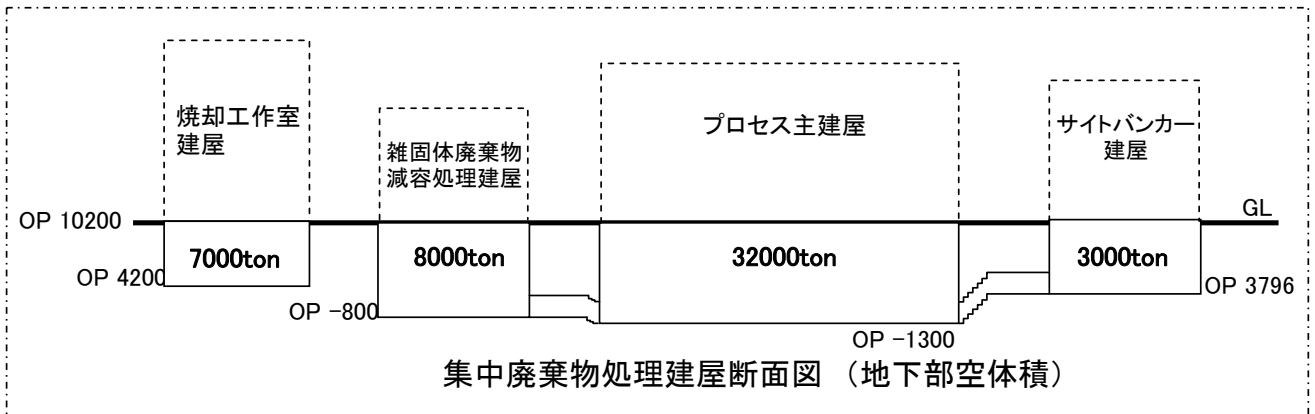 焼却工作室
建屋
雑固体廃棄物
減容処理建屋
プロセス主建屋
サイトバンカー
建屋
OP 10200
GL
7000ton
8000ton
32000ton
3000ton
OP 4200
OP -800
OP -1300
OP 3796
集中廃棄物処理建屋断面図 （地下部空体積）